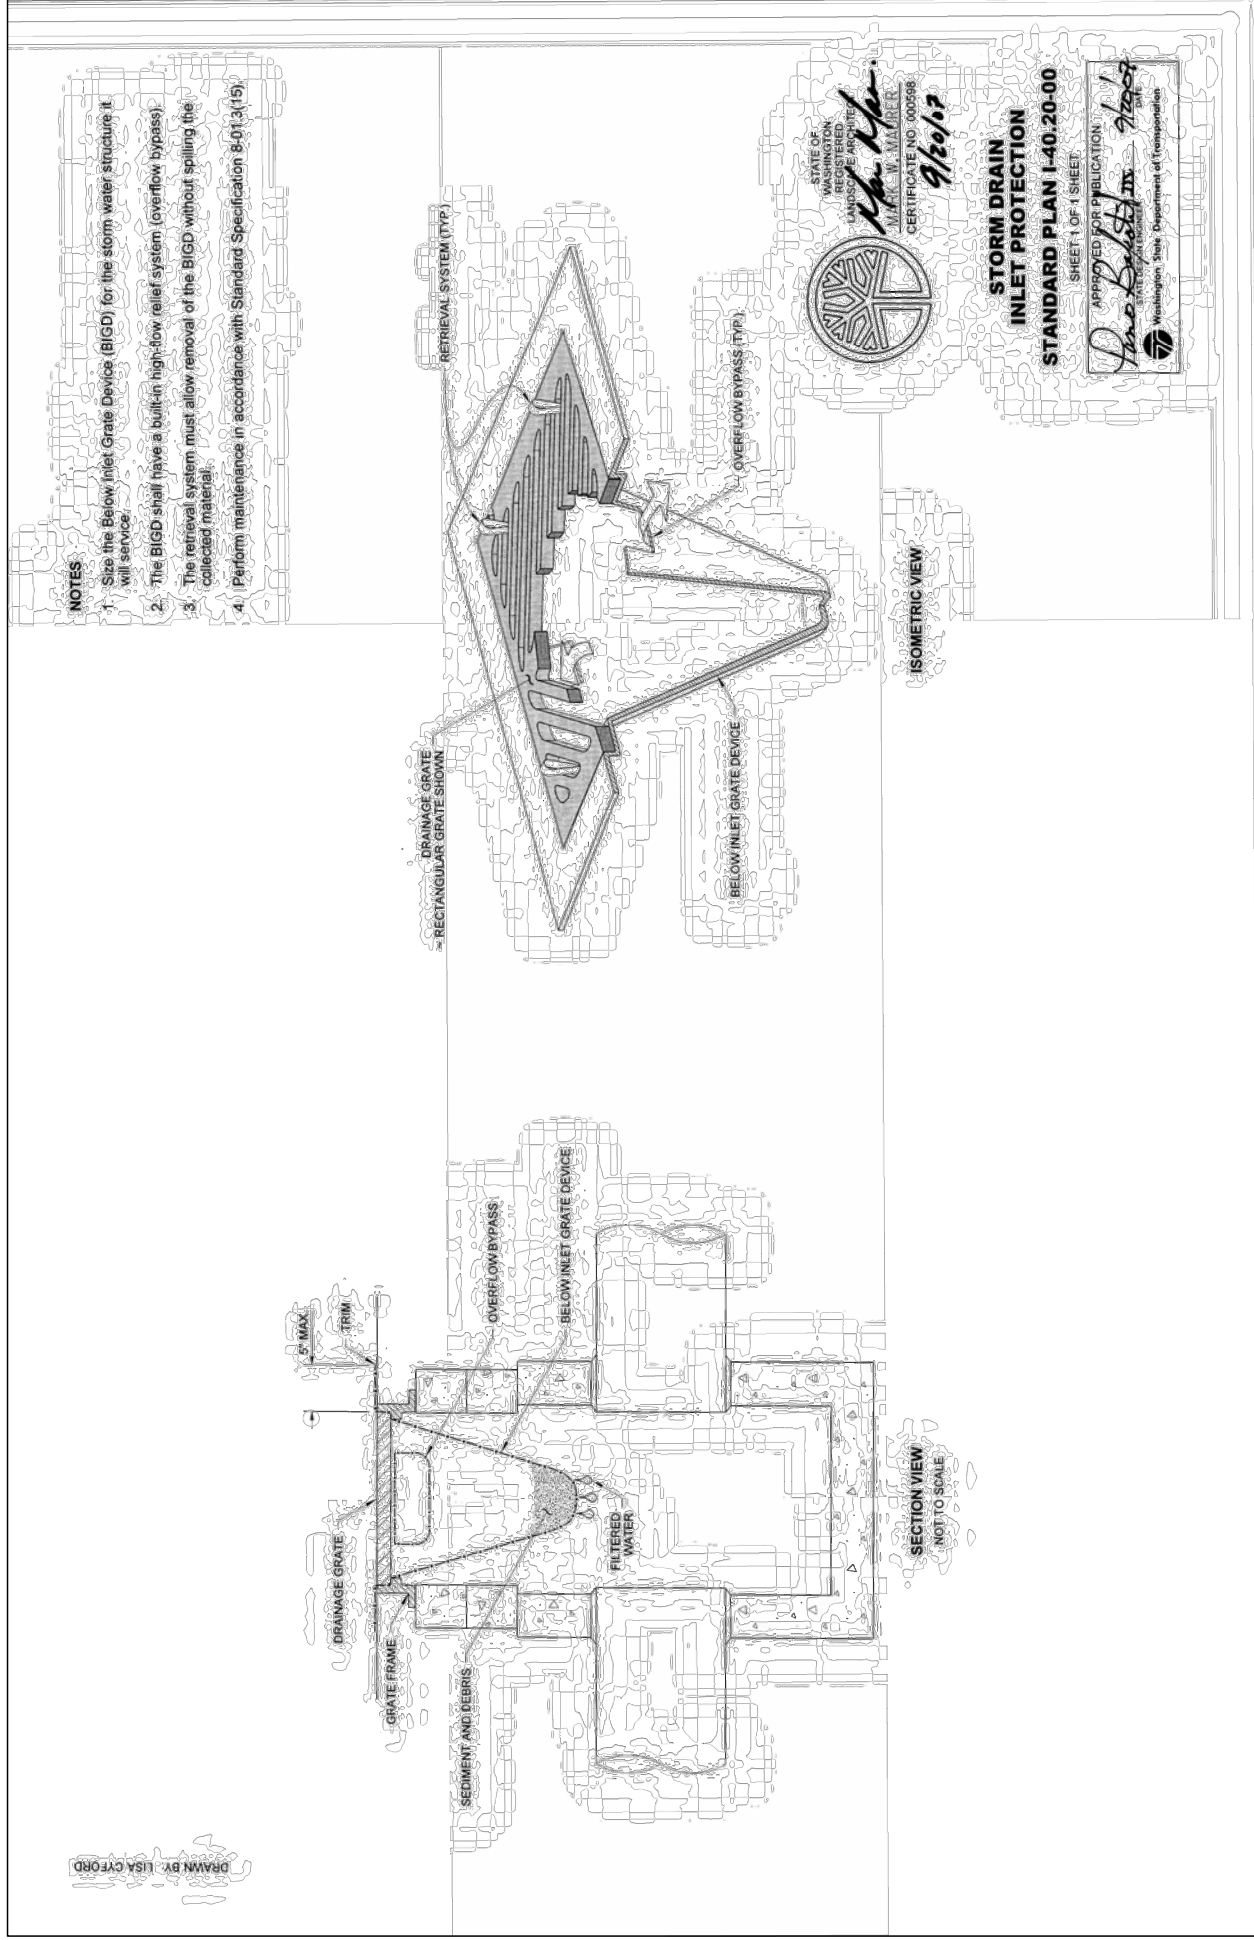 NOTES
1. Size the Below Inlet Grate Device (BIGD) for the storm water structure it
will service.
2. The BIGD shall have a built-in high-flow relief system (overflow bypass).
3. The retrieval system must allow removal of the BIGD without spilling the
collected material.
4. Perform maintenance in accordance with Standard Specification 8-01.3(15).
DRAWN BY: LISA CYFORD
5" MAX.
TRIM
DRAINAGE GRATE
GRATE FRAME
OVERFLOW BYPASS
BELOW INLET GRATE DEVICE
SEDIMENT AND DEBRIS
FILTERED
WATER
SECTION VIEW
NOT TO SCALE
RETRIEVAL SYSTEM (TYP.)
DRAINAGE GRATE
~ RECTANGULAR GRATE SHOWN
OVERFLOW BYPASS (TYP.)
BELOW INLET GRATE DEVICE
ISOMETRIC VIEW
STATE OF
WASHINGTON
REGISTERED
LANDSCAPE ARCHITECT
MARK W. MAURER
CERTIFICATE NO. 000598
9/20/07
STORM DRAIN
INLET PROTECTION
STANDARD PLAN I-40.20-00
SHEET 1 OF 1 SHEET
APPROVED FOR PUBLICATION
9/20/07
STATE DESIGN ENGINEER DATE
Washington State Department of Transportation